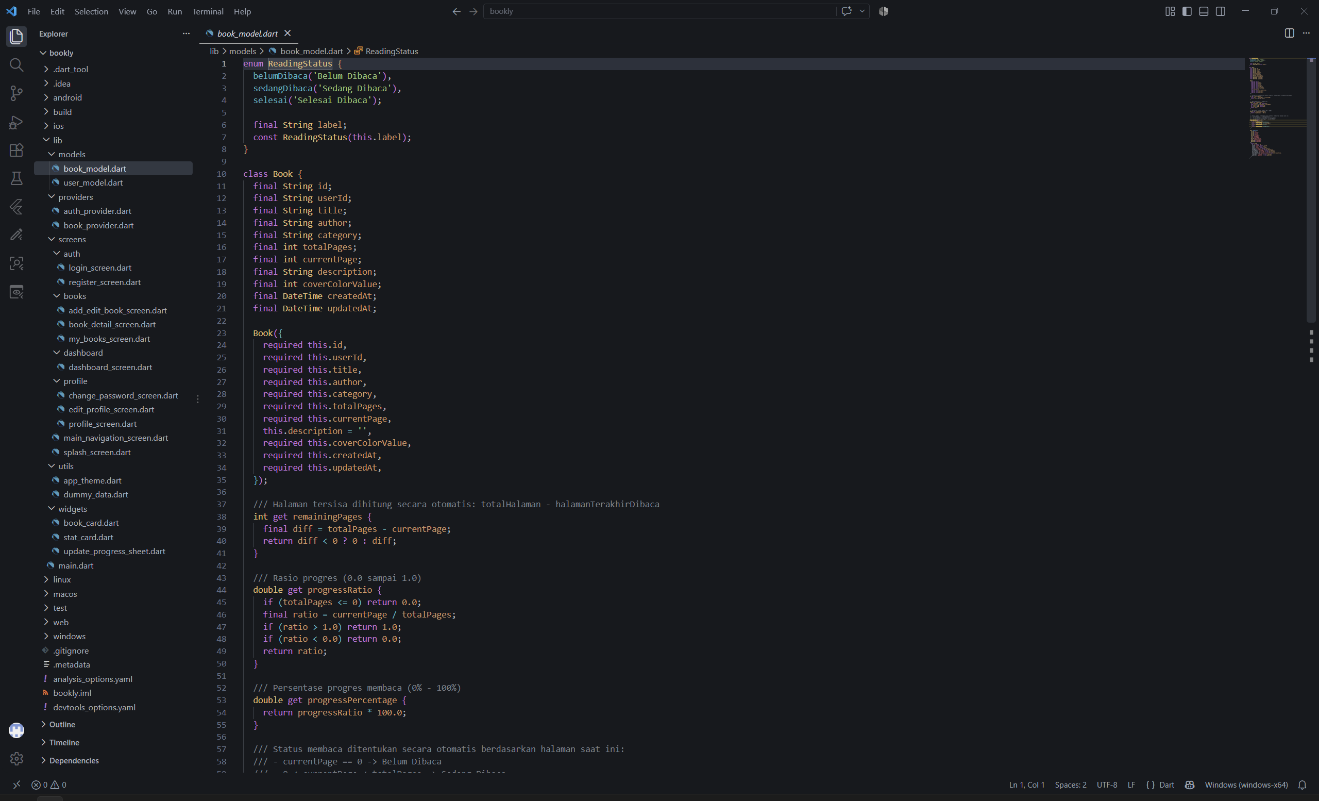 File Edit Selection View Go Run Terminal Help
bookly
Explorer
bookly
.dart_tool
.idea
android
build
ios
lib
models
book_model.dart
user_model.dart
providers
auth_provider.dart
book_provider.dart
screens
auth
login_screen.dart
register_screen.dart
books
add_edit_book_screen.dart
book_detail_screen.dart
my_books_screen.dart
dashboard
dashboard_screen.dart
profile
change_password_screen.dart
edit_profile_screen.dart
profile_screen.dart
main_navigation_screen.dart
splash_screen.dart
utils
app_theme.dart
dummy_data.dart
widgets
book_card.dart
stat_card.dart
update_progress_sheet.dart
main.dart
linux
macos
test
web
windows
.gitignore
.metadata
analysis_options.yaml
bookly.iml
devtools_options.yaml
Outline
Timeline
Dependencies
book_model.dart
lib > models > book_model.dart > ReadingStatus
1 enum ReadingStatus {
2 belumDibaca('Belum Dibaca'),
3 sedangDibaca('Sedang Dibaca'),
4 selesai('Selesai Dibaca');
5
6 final String label;
7 const ReadingStatus(this.label);
8 }
9
10 class Book {
11 final String id;
12 final String userId;
13 final String title;
14 final String author;
15 final String category;
16 final int totalPages;
17 final int currentPage;
18 final String description;
19 final int coverColorValue;
20 final DateTime createdAt;
21 final DateTime updatedAt;
22
23 Book({
24 required this.id,
25 required this.userId,
26 required this.title,
27 required this.author,
28 required this.category,
29 required this.totalPages,
30 required this.currentPage,
31 this.description = '',
32 required this.coverColorValue,
33 required this.createdAt,
34 required this.updatedAt,
35 });
36
37 /// Halaman tersisa dihitung secara otomatis: totalHalaman - halamanTerakhirDibaca
38 int get remainingPages {
39 final diff = totalPages - currentPage;
40 return diff < 0 ? 0 : diff;
41 }
42
43 /// Rasio progres (0.0 sampai 1.0)
44 double get progressRatio {
45 if (totalPages <= 0) return 0.0;
46 final ratio = currentPage / totalPages;
47 if (ratio > 1.0) return 1.0;
48 if (ratio < 0.0) return 0.0;
49 return ratio;
50 }
51
52 /// Persentase progres membaca (0% - 100%)
53 double get progressPercentage {
54 return progressRatio * 100.0;
55 }
56
57 /// Status membaca ditentukan secara otomatis berdasarkan halaman saat ini:
58 /// - currentPage == 0 -> Belum Dibaca
0 0
Ln 1, Col 1 Spaces: 2 UTF-8 LF { } Dart Windows (windows-x64)